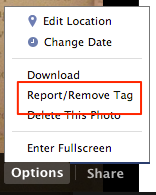 Edit Location
Change Date
Download
Report/Remove Tag
Delete This Photo
Enter Fullscreen
Options Share